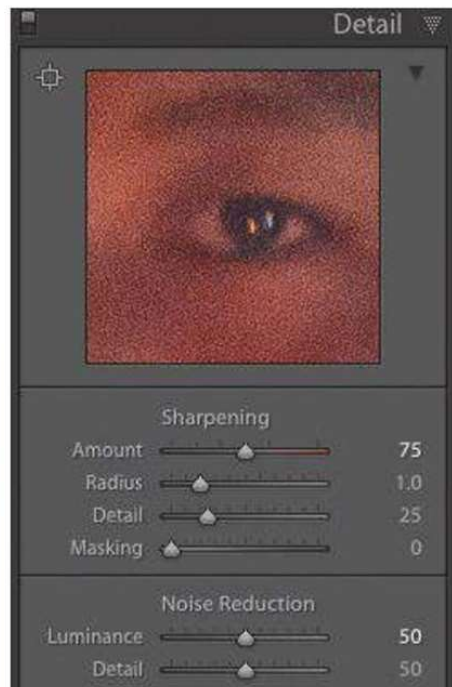 Detail
Sharpening
Amount 75
Radius 1.0
Detail 25
Masking 0
Noise Reduction
Luminance 50
Detail 50